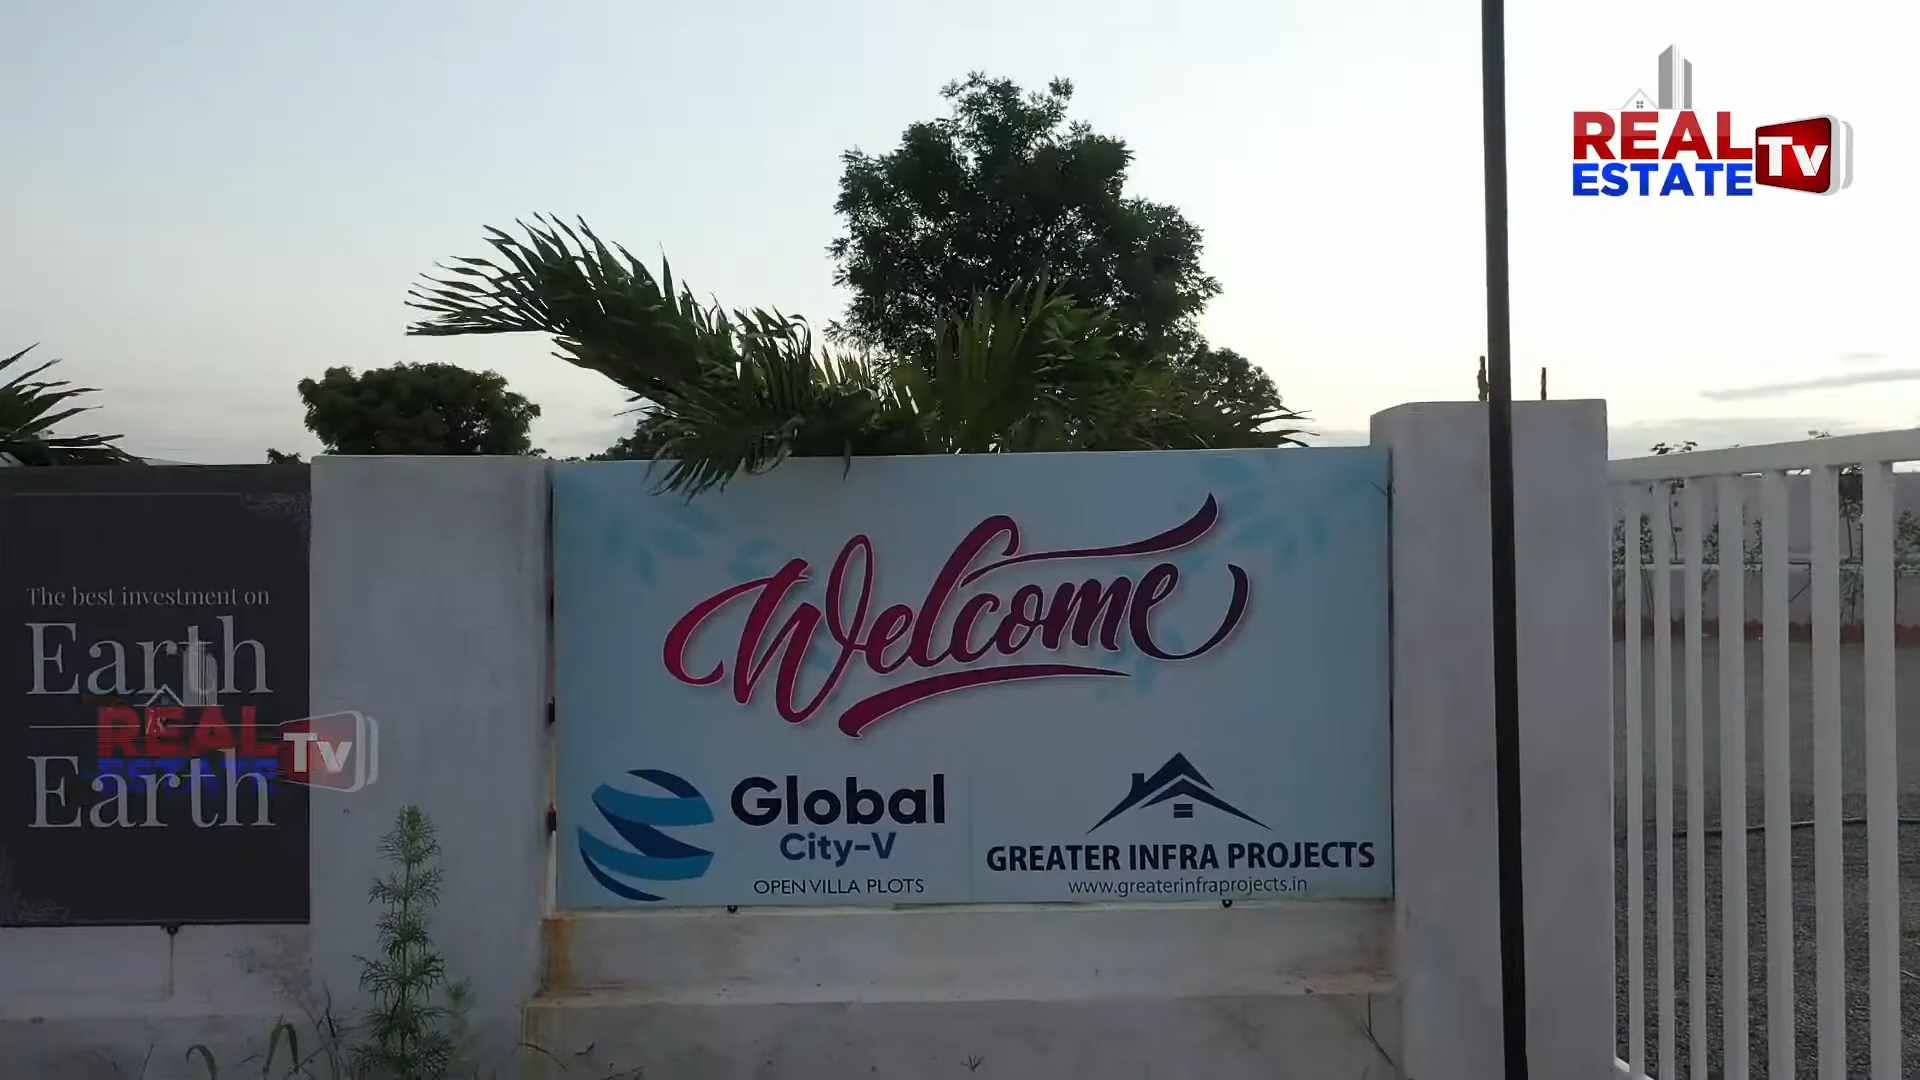 REAL
ESTATE
Tv
The best investment on
Earth
is
Earth
REAL
ESTATE
Tv
Welcome
Global
City-V
OPEN VILLA PLOTS
GREATER INFRA PROJECTS
www.greaterinfraprojects.in